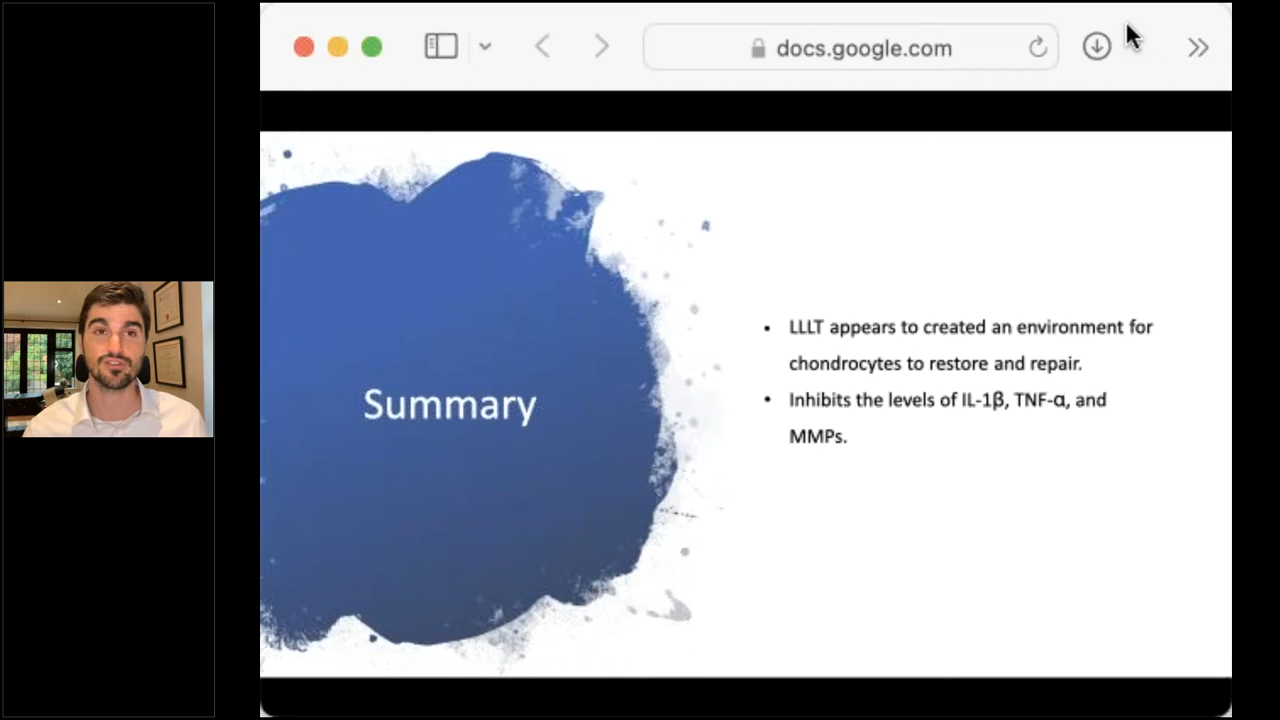 docs.google.com
Summary
• LLLT appears to created an environment for
chondrocytes to restore and repair.
• Inhibits the levels of IL-1β, TNF-α, and
MMPs.